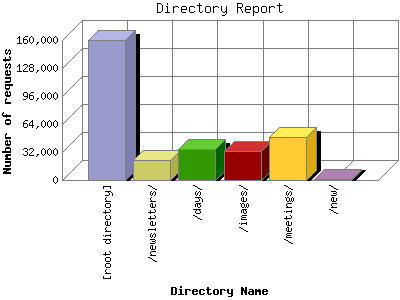 Directory Report
Number of requests
160,000
128,000
96,000
64,000
32,000
0
[root directory]
/newsletters/
/days/
/images/
/meetings/
/new/
Directory Name